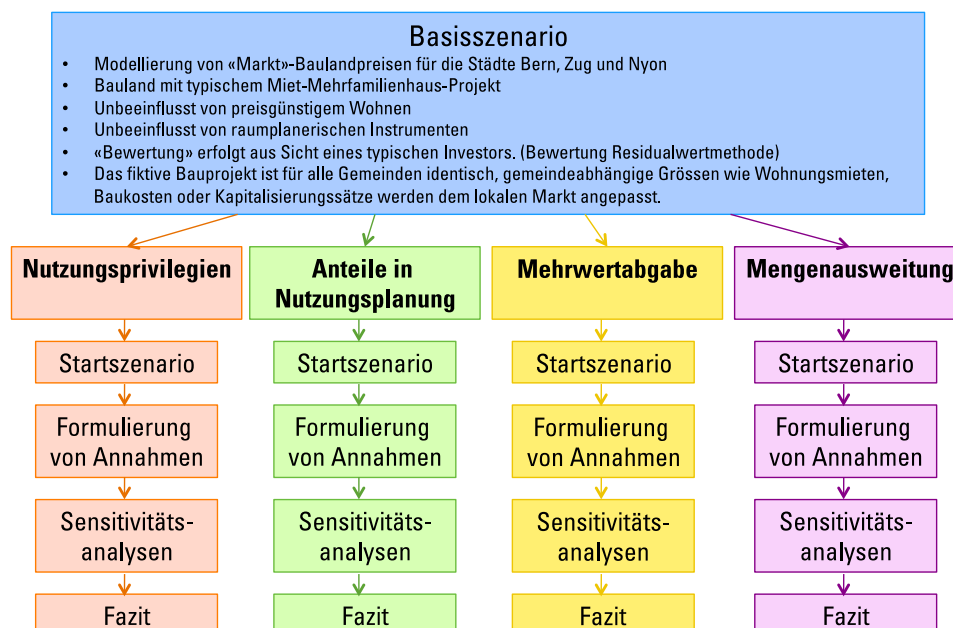 Basisszenario
• Modellierung von «Markt»-Baulandpreisen für die Städte Bern, Zug und Nyon
• Bauland mit typischem Miet-Mehrfamilienhaus-Projekt
• Unbeeinflusst von preisgünstigem Wohnen
• Unbeeinflusst von raumplanerischen Instrumenten
• «Bewertung» erfolgt aus Sicht eines typischen Investors. (Bewertung Residualwertmethode)
• Das fiktive Bauprojekt ist für alle Gemeinden identisch, gemeindeabhängige Grössen wie Wohnungsmieten,
Baukosten oder Kapitalisierungssätze werden dem lokalen Markt angepasst.
Nutzungsprivilegien
Startszenario
Formulierung
von Annahmen
Sensitivitäts-
analysen
Fazit
Anteile in
Nutzungsplanung
Startszenario
Formulierung
von Annahmen
Sensitivitäts-
analysen
Fazit
Mehrwertabgabe
Startszenario
Formulierung
von Annahmen
Sensitivitäts-
analysen
Fazit
Mengenausweitung
Startszenario
Formulierung
von Annahmen
Sensitivitäts-
analysen
Fazit